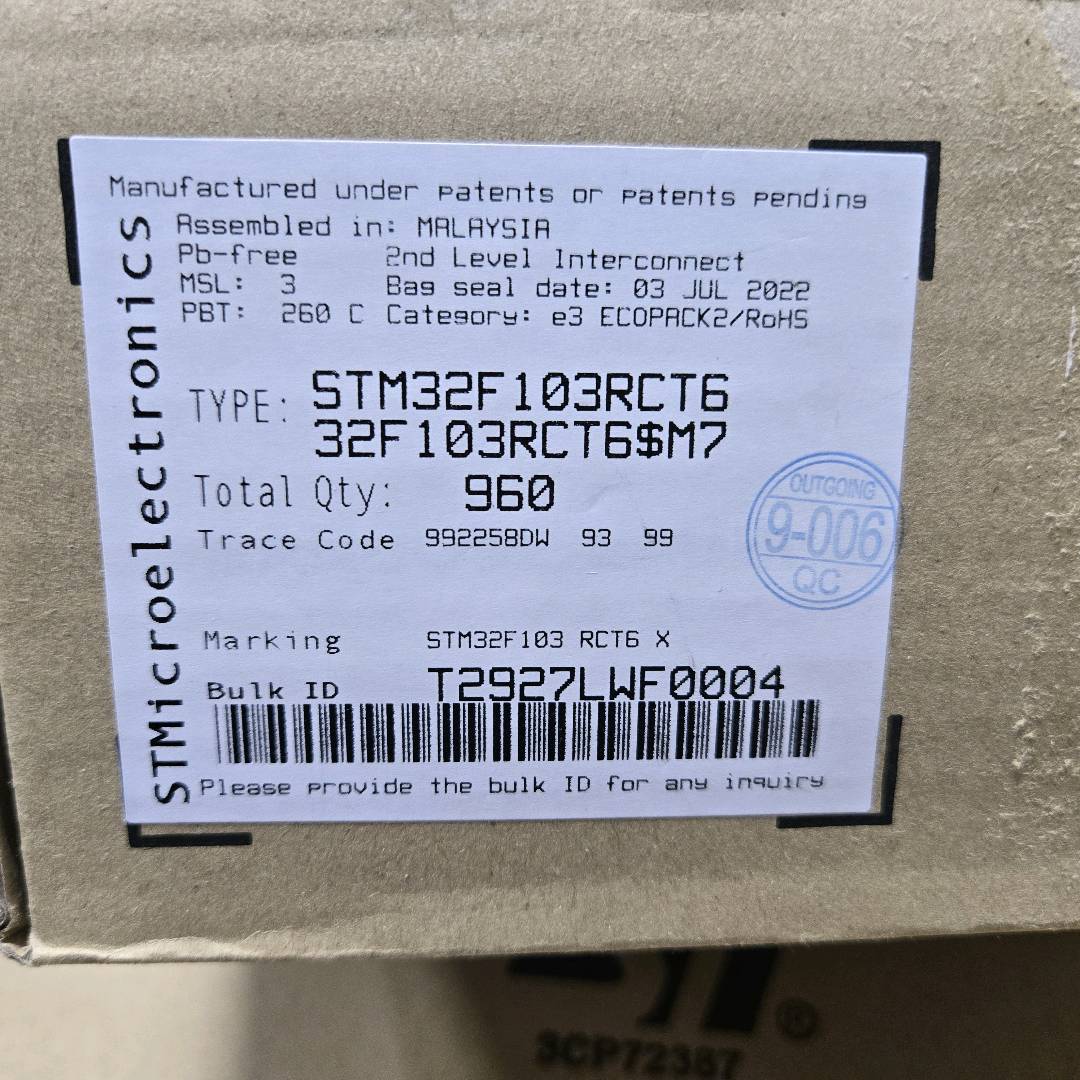 Manufactured under patents or patents pending
Assembled in: MALAYSIA
Pb-free 2nd Level Interconnect
MSL: 3 Bag seal date: 03 JUL 2022
PBT: 260 C Category: e3 ECOPACK2/RoHS
TYPE: STM32F103RCT6
32F103RCT6$M7
Total Qty: 960
Trace Code 992258DW 93 99
Marking STM32F103 RCT6 X
Bulk ID T2927LWF0004
Please provide the bulk ID for any inquiry
STMicroelectronics
OUTGOING
9-006
QC
®
3CP72387